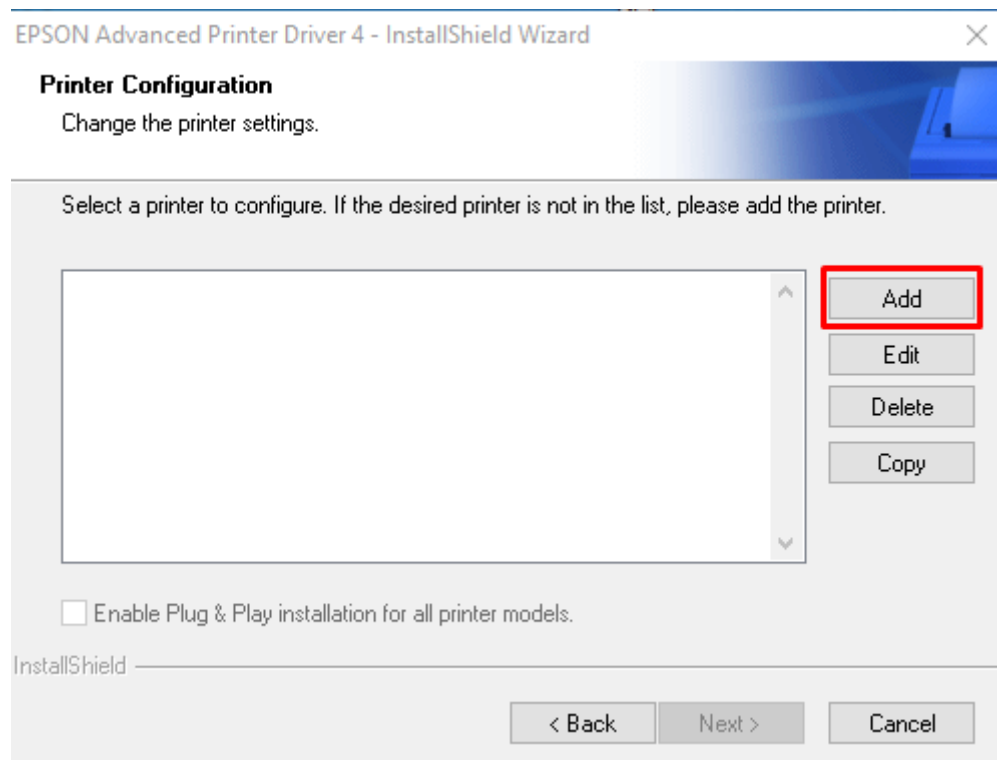 EPSON Advanced Printer Driver 4 - InstallShield Wizard
Printer Configuration
Change the printer settings.
Select a printer to configure. If the desired printer is not in the list, please add the printer.
Add
Edit
Delete
Copy
Enable Plug & Play installation for all printer models.
InstallShield
< Back
Next >
Cancel